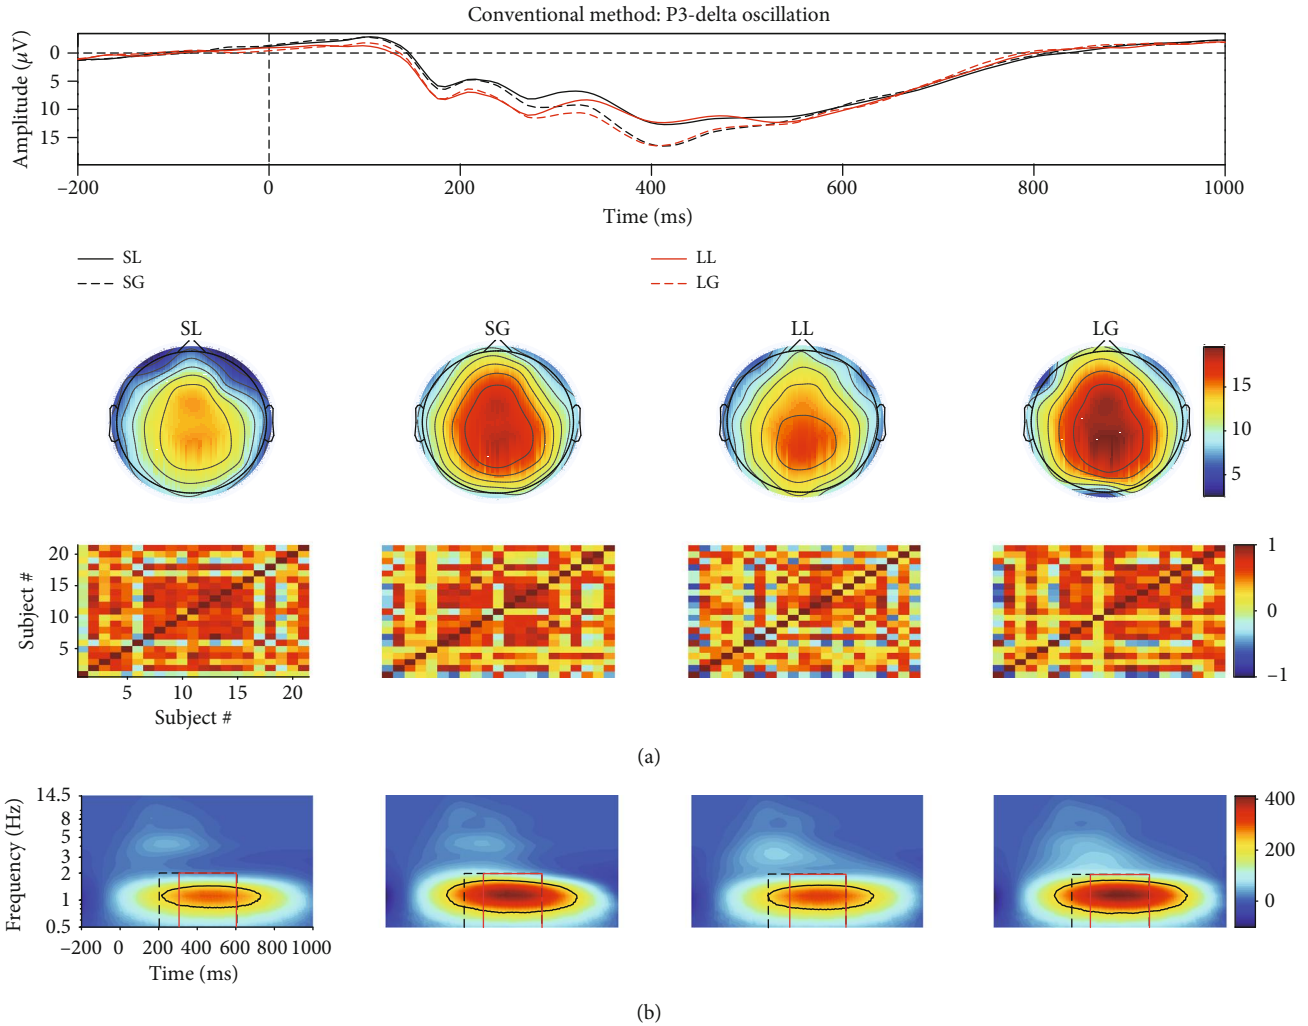 Conventional method: P3-delta oscillation
Amplitude (μV)
0
5
10
15
−200 0 200 400 600 800 1000
Time (ms)
SL LL
SG LG
SL SG LL LG
15
10
5
Subject #
20
15
10
5
5 10 15 20
Subject #
1
0
−1
(a)
Frequency (Hz)
14.5
8
5
3
2
1
0.5
−200 0 200 400 600 800 1000
Time (ms)
400
200
0
(b)